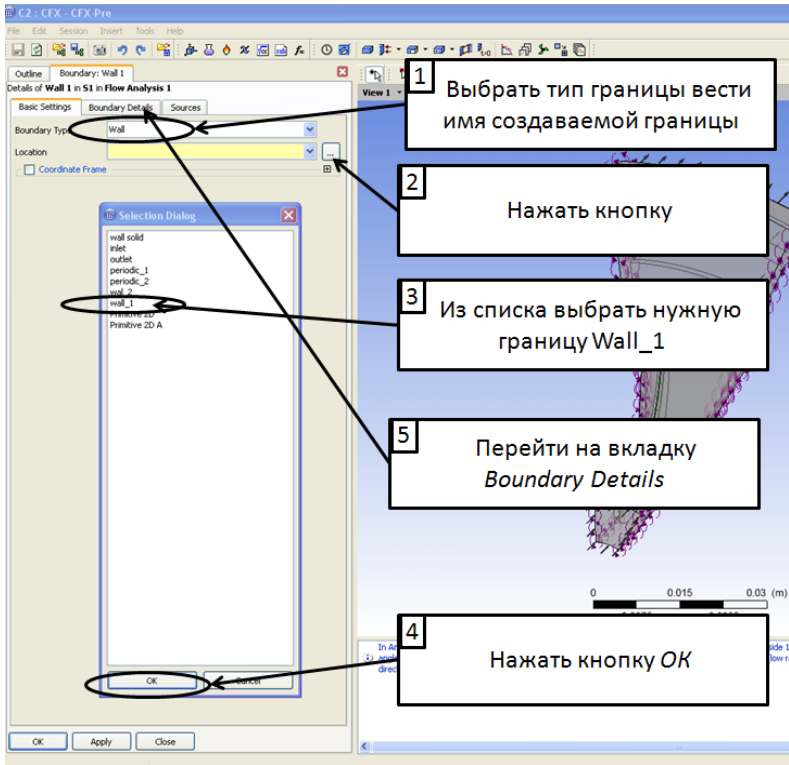 C2 : CFX - CFX-Pre
File Edit Session Insert Tools Help
Outline Boundary: Wall 1
Details of Wall 1 in S1 in Flow Analysis 1
Basic Settings Boundary Details Sources
Boundary Type Wall
Location ...
Coordinate Frame
View 1
1
Выбрать тип границы вести
имя создаваемой границы
2
Нажать кнопку
Selection Dialog
wall solid
inlet
outlet
periodic_1
periodic_2
wal_2
wall_1
Primitive 2D
Primitive 2D A
3
Из списка выбрать нужную
границу Wall_1
5
Перейти на вкладку
Boundary Details
0 0.015 0.03 (m)
4
Нажать кнопку ОК
OK Cancel
OK Apply Close